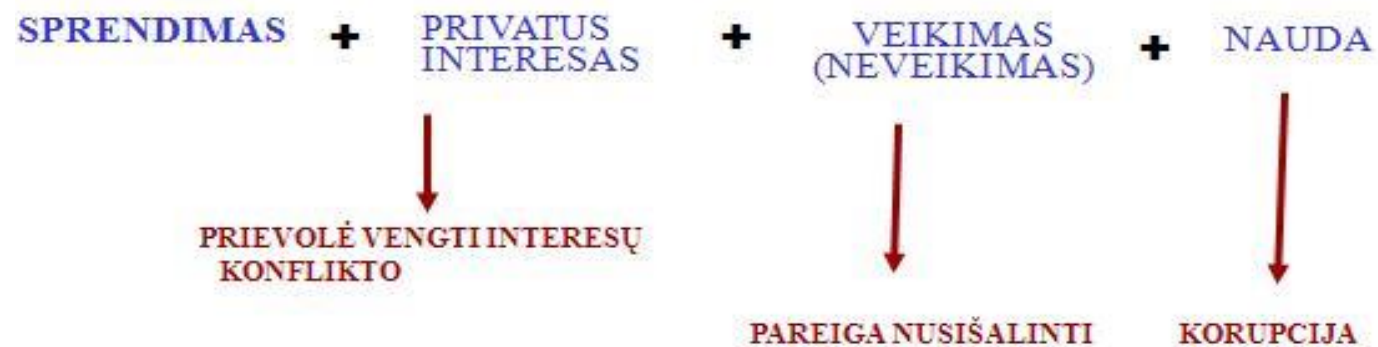 SPRENDIMAS + PRIVATUS INTERESAS + VEIKIMAS (NEVEIKIMAS) + NAUDA
PRIEVOLĖ VENGTI INTERESŲ
KONFLIKTO
PAREIGA NUSIŠALINTI
KORUPCIJA